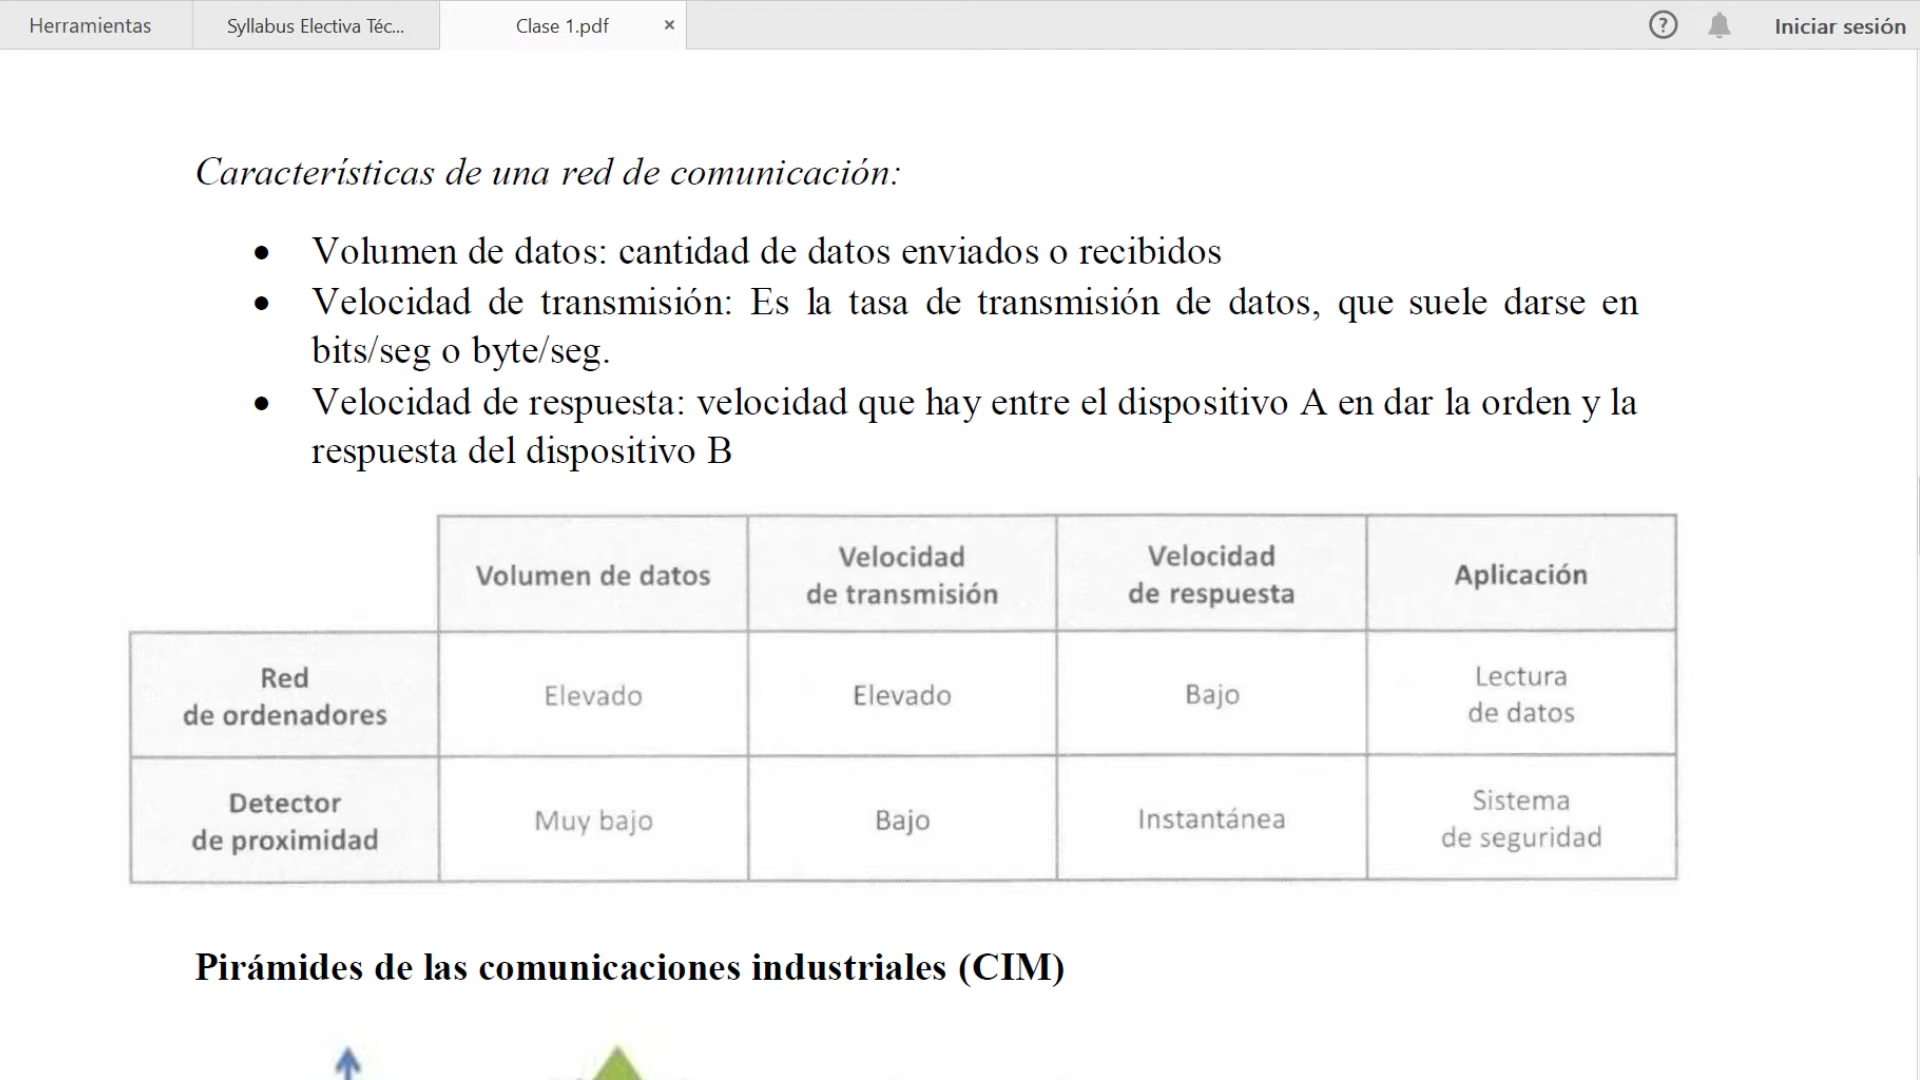 Herramientas
Syllabus Electiva Téc...
Clase 1.pdf
×
?
Iniciar sesión
Características de una red de comunicación:
• Volumen de datos: cantidad de datos enviados o recibidos
• Velocidad de transmisión: Es la tasa de transmisión de datos, que suele darse en
bits/seg o byte/seg.
• Velocidad de respuesta: velocidad que hay entre el dispositivo A en dar la orden y la
respuesta del dispositivo B
Volumen de datos
Velocidad
de transmisión
Velocidad
de respuesta
Aplicación
Red
de ordenadores
Elevado
Elevado
Bajo
Lectura
de datos
Detector
de proximidad
Muy bajo
Bajo
Instantánea
Sistema
de seguridad
Pirámides de las comunicaciones industriales (CIM)